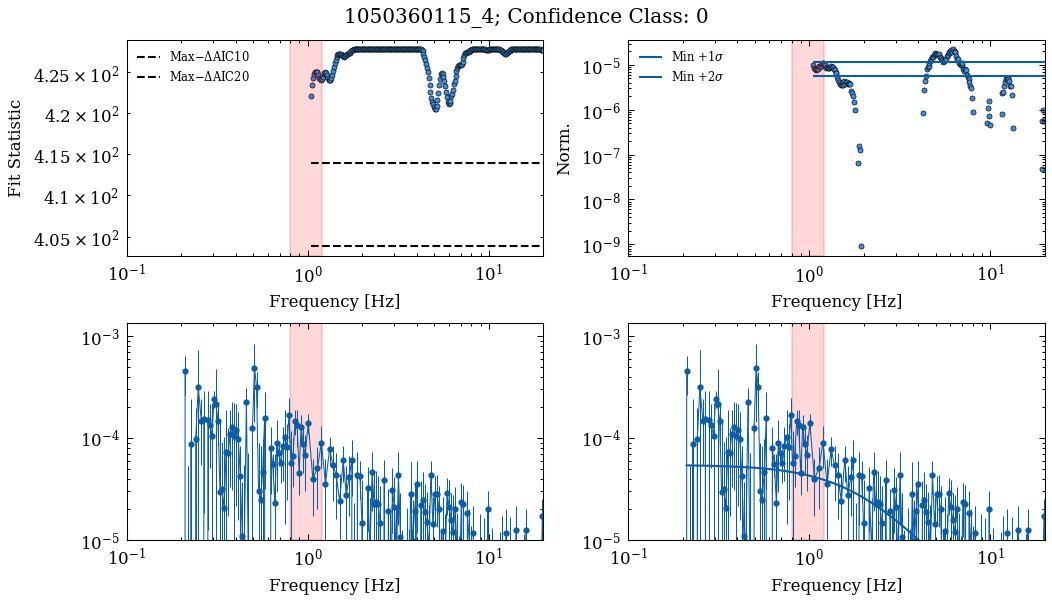 1050360115_4; Confidence Class: 0
Fit Statistic
4.25 × 10²
4.2 × 10²
4.15 × 10²
4.1 × 10²
4.05 × 10²
Max−ΔAIC10
Max−ΔAIC20
10⁻¹ 10⁰ 10¹
Frequency [Hz]
Norm.
10⁻⁵
10⁻⁶
10⁻⁷
10⁻⁸
10⁻⁹
Min +1σ
Min +2σ
10⁻¹ 10⁰ 10¹
Frequency [Hz]
10⁻³
10⁻⁴
10⁻⁵
10⁻¹ 10⁰ 10¹
Frequency [Hz]
10⁻³
10⁻⁴
10⁻⁵
10⁻¹ 10⁰ 10¹
Frequency [Hz]